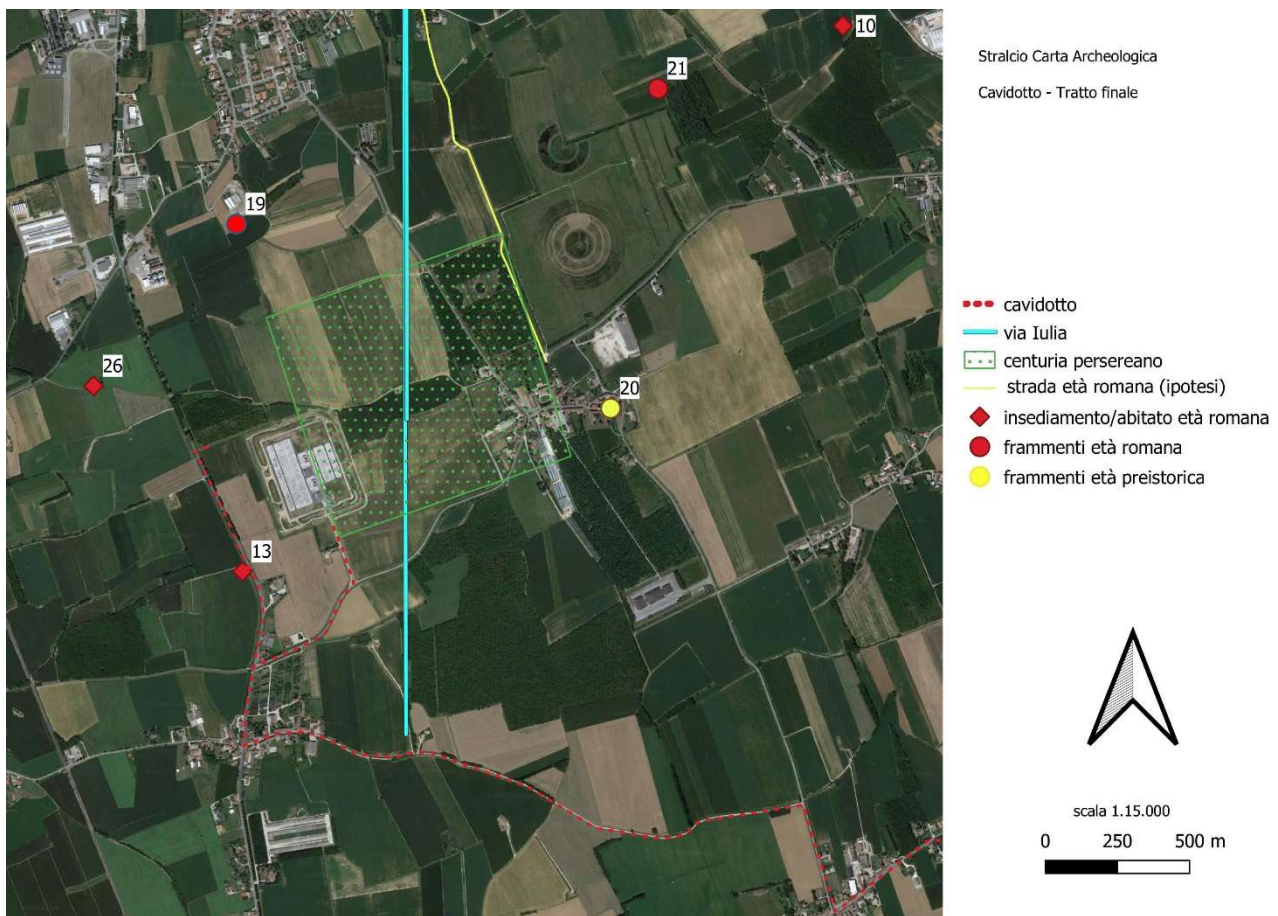 10
21
19
26
20
13
Stralcio Carta Archeologica
Cavidotto - Tratto finale
cavidotto
via Iulia
centuria persereano
strada età romana (ipotesi)
insediamento/abitato età romana
frammenti età romana
frammenti età preistorica
scala 1.15.000
0 250 500 m